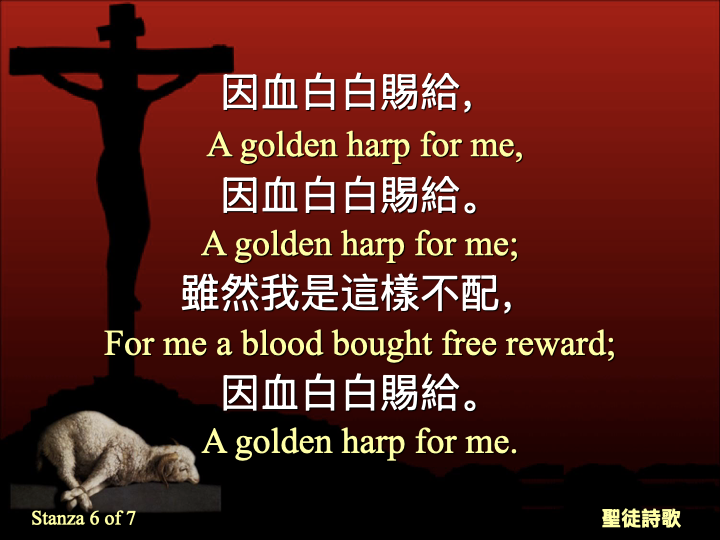 因血白白賜給，
A golden harp for me,
因血白白賜給。
A golden harp for me;
雖然我是這樣不配，
For me a blood bought free reward;
因血白白賜給。
A golden harp for me.
Stanza 6 of 7
聖徒詩歌